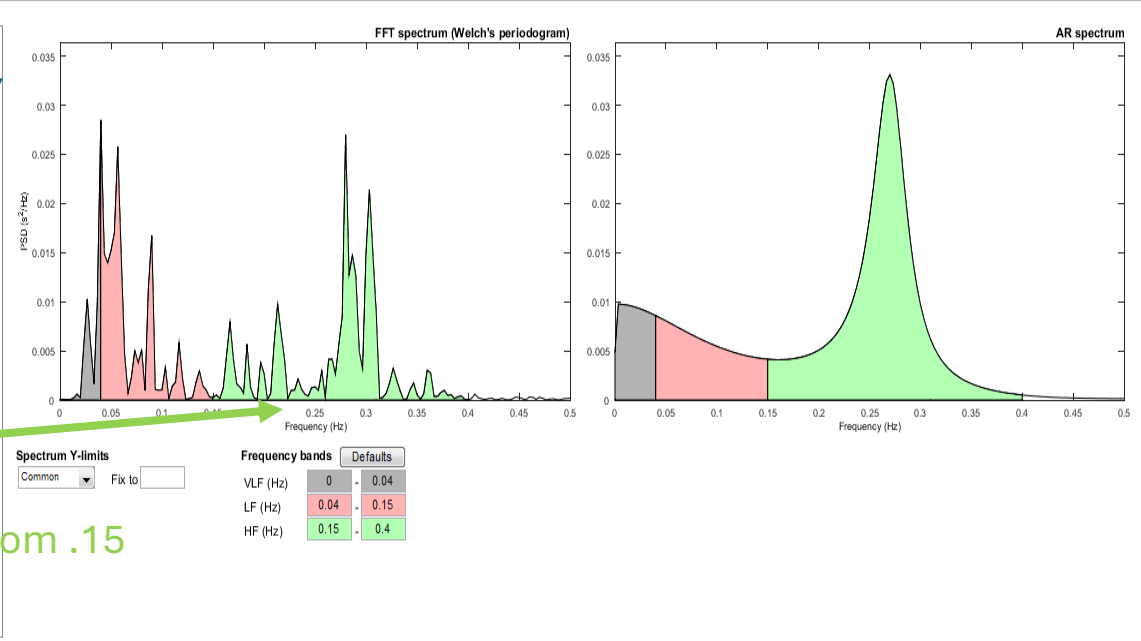 FFT spectrum (Welch's periodogram)
PSD (s²/Hz)
0.035
0.03
0.025
0.02
0.015
0.01
0.005
0
0 0.05 0.1 0.25 0.3 0.35 0.4 0.45 0.5
Frequency (Hz)
AR spectrum
0.035
0.03
0.025
0.02
0.015
0.01
0.005
0
0 0.05 0.1 0.15 0.2 0.25 0.3 0.35 0.4 0.45 0.5
Frequency (Hz)
Spectrum Y-limits
Common Fix to
Frequency bands Defaults
VLF (Hz) 0 - 0.04
LF (Hz) 0.04 - 0.15
HF (Hz) 0.15 - 0.4
om .15